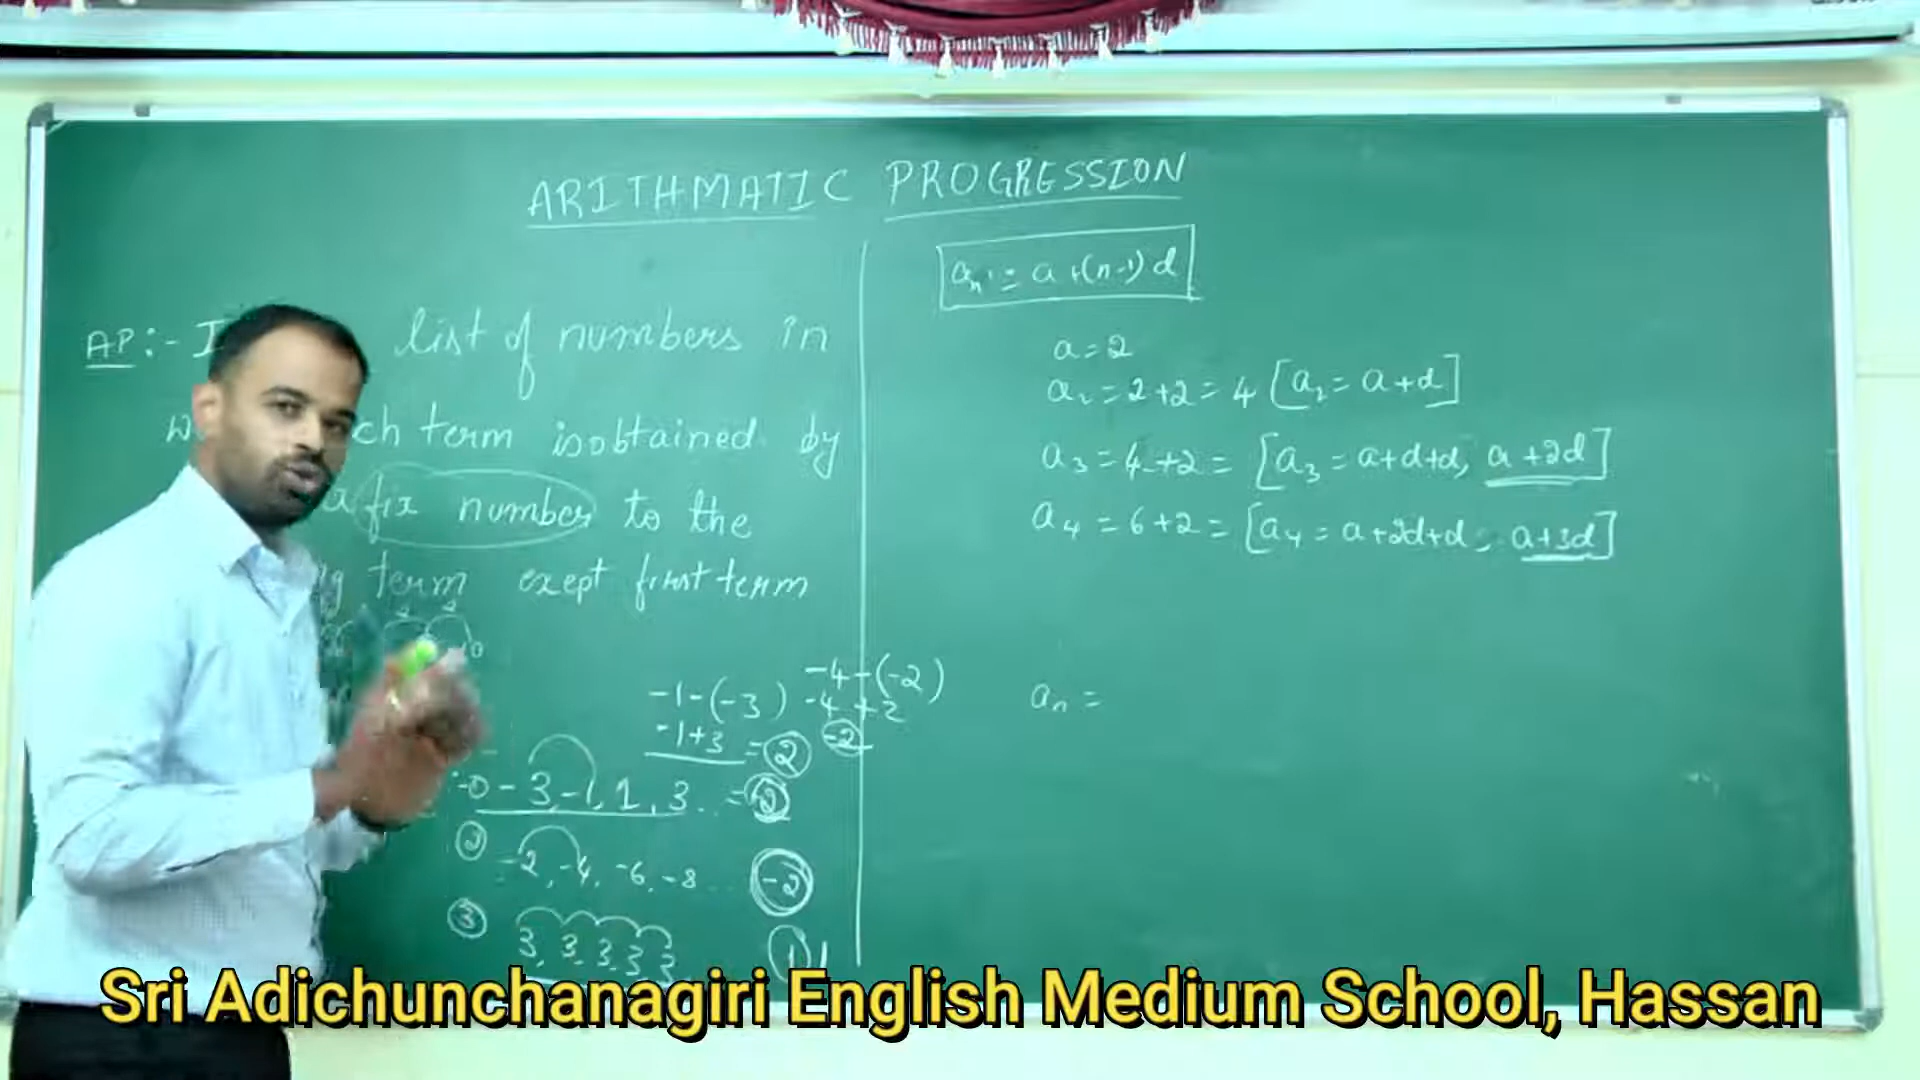 ARITHMATIC PROGRESSION
AP:- I list of numbers in
ch term is obtained by
a fix number to the
term exept first term
-1-(-3)
-1+3 = 2
-4-(-2)
-4+2
-2
-3, -1, 1, 3.. = 2
2
-2, -4, -6, -8 .. -2
3
3, 3, 3, 3, 3
an = a+(n-1)d
a=2
a2 = 2+2 = 4 [a2 = a+d]
a3 = 4+2 = [a3 = a+d+d, a+2d]
a4 = 6+2 = [a4 = a+2d+d = a+3d]
an =
Sri Adichunchanagiri English Medium School, Hassan